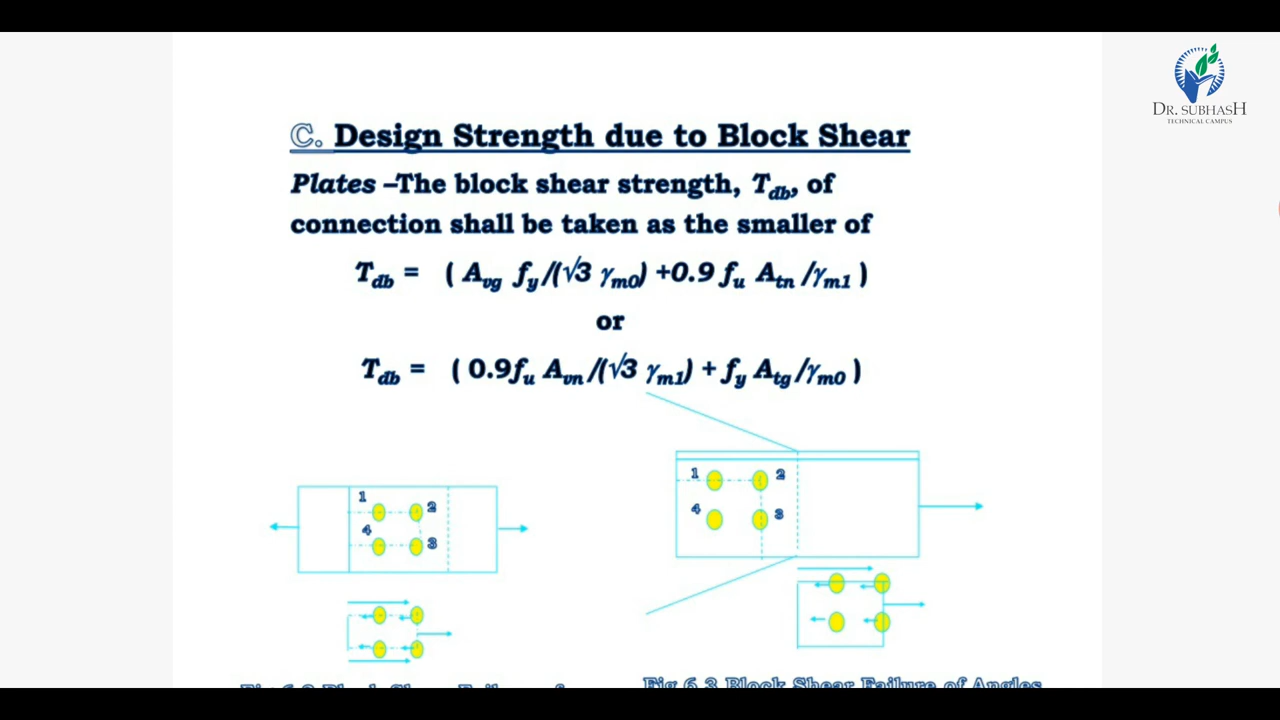 DR. SUBHASH
TECHNICAL CAMPUS
C. Design Strength due to Block Shear
Plates –The block shear strength, Tdb, of
connection shall be taken as the smaller of
Tdb = ( Avg fy /(√3 γm0) +0.9 fu Atn /γm1 )
or
Tdb = ( 0.9fu Avn /(√3 γm1) + fy Atg /γm0 )
1 2
4 3
1 2
4 3
Fig 6.3 Block Shear Failure of Angles